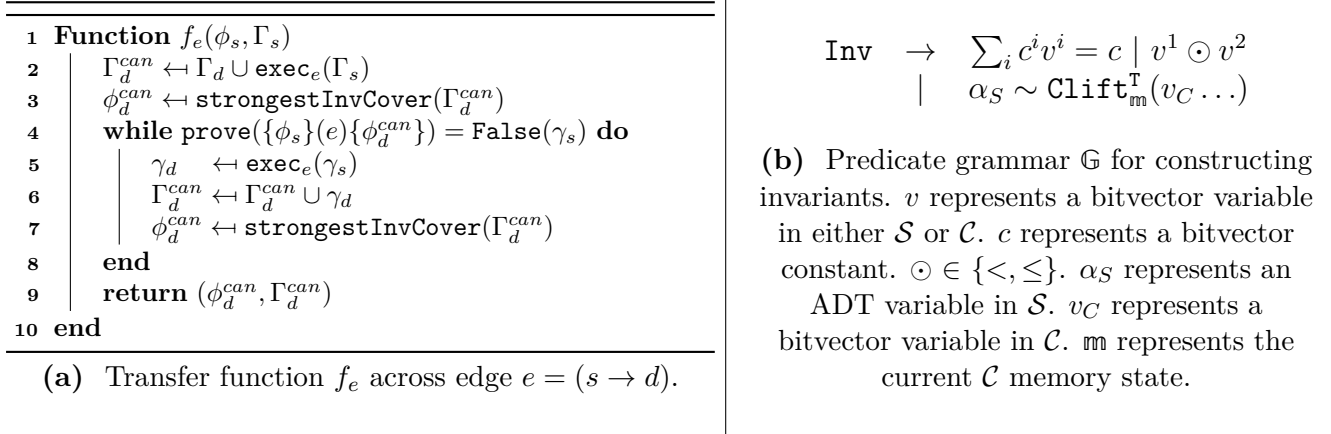 1 Function f_e(ϕ_s, Γ_s)
2 Γ_d^{can} ↤ Γ_d ∪ exec_e(Γ_s)
3 ϕ_d^{can} ↤ strongestInvCover(Γ_d^{can})
4 while prove({ϕ_s}(e){ϕ_d^{can}}) = False(γ_s) do
5 γ_d ↤ exec_e(γ_s)
6 Γ_d^{can} ↤ Γ_d^{can} ∪ γ_d
7 ϕ_d^{can} ↤ strongestInvCover(Γ_d^{can})
8 end
9 return (ϕ_d^{can}, Γ_d^{can})
10 end
(a) Transfer function f_e across edge e = (s → d).
Inv → ∑_i c^i v^i = c | v^1 ⊙ v^2
| α_S ∼ Clift_𝕞^T(v_C …)
(b) Predicate grammar 𝔾 for constructing
invariants. v represents a bitvector variable
in either 𝒮 or 𝒞. c represents a bitvector
constant. ⊙ ∈ {<, ≤}. α_S represents an
ADT variable in 𝒮. v_C represents a
bitvector variable in 𝒞. 𝕞 represents the
current 𝒞 memory state.